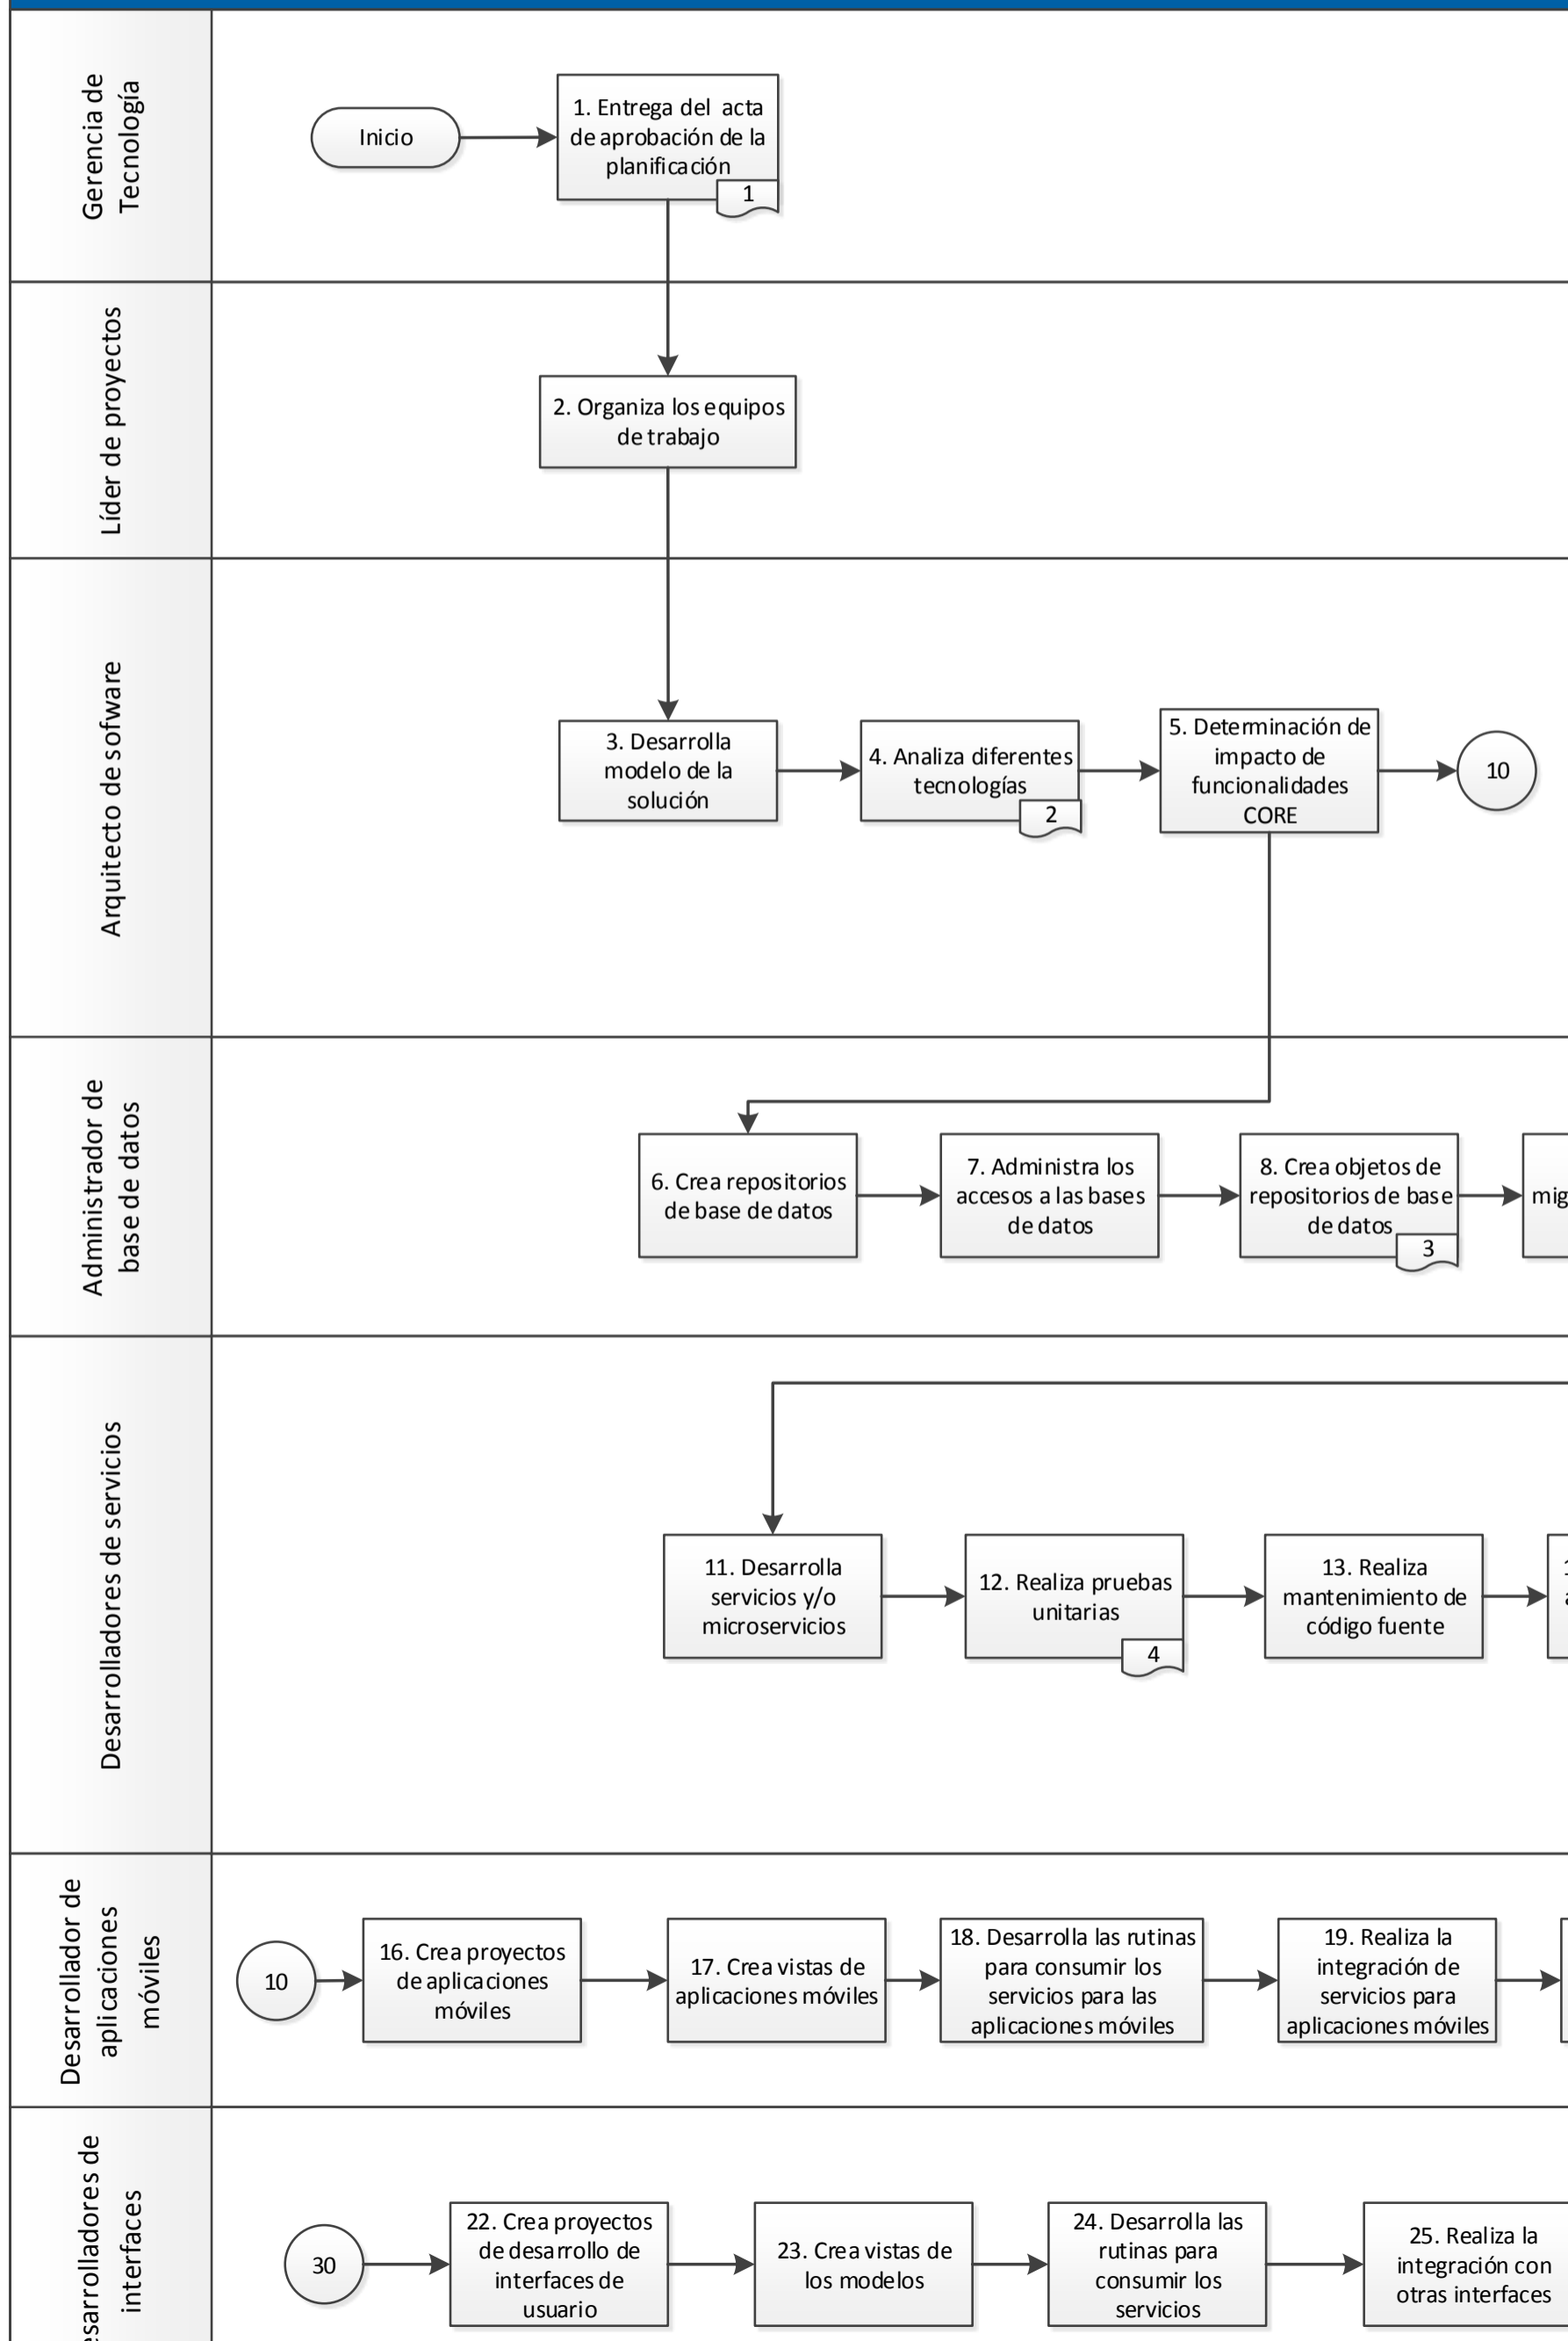 Gerencia de
Tecnología
Inicio
1. Entrega del acta
de aprobación de la
planificación
1
Líder de proyectos
2. Organiza los equipos
de trabajo
Arquitecto de sofware
3. Desarrolla
modelo de la
solución
4. Analiza diferentes
tecnologías
2
5. Determinación de
impacto de
funcionalidades
CORE
10
Administrador de
base de datos
6. Crea repositorios
de base de datos
7. Administra los
accesos a las bases
de datos
8. Crea objetos de
repositorios de base
de datos
3
mig
Desarrolladores de servicios
11. Desarrolla
servicios y/o
microservicios
12. Realiza pruebas
unitarias
4
13. Realiza
mantenimiento de
código fuente
Desarrollador de
aplicaciones
móviles
10
16. Crea proyectos
de aplicaciones
móviles
17. Crea vistas de
aplicaciones móviles
18. Desarrolla las rutinas
para consumir los
servicios para las
aplicaciones móviles
19. Realiza la
integración de
servicios para
aplicaciones móviles
esarrolladores de
interfaces
30
22. Crea proyectos
de desarrollo de
interfaces de
usuario
23. Crea vistas de
los modelos
24. Desarrolla las
rutinas para
consumir los
servicios
25. Realiza la
integración con
otras interfaces